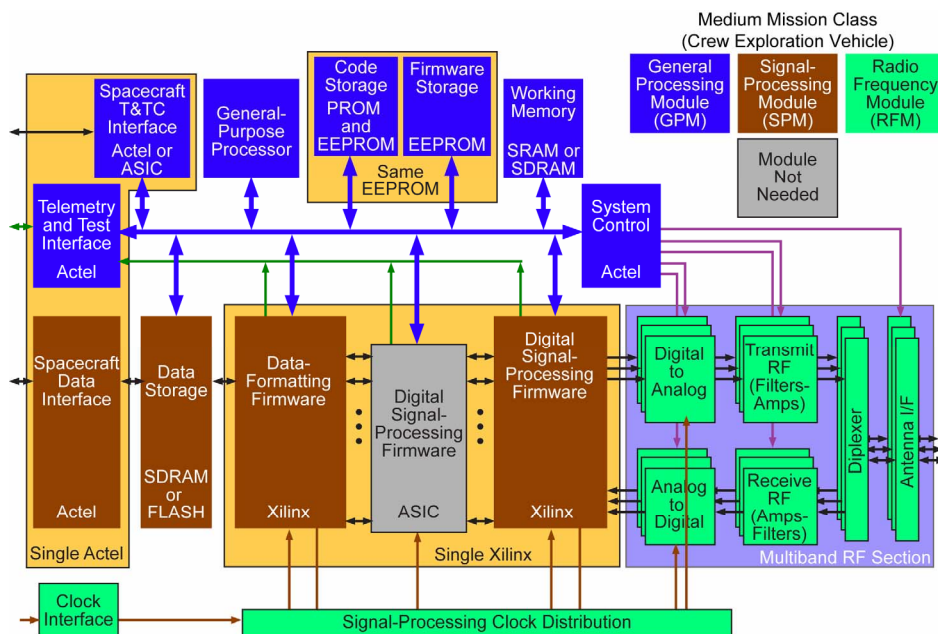 Medium Mission Class
(Crew Exploration Vehicle)
General
Processing
Module
(GPM)
Signal-
Processing
Module
(SPM)
Radio
Frequency
Module
(RFM)
Module
Not
Needed
Spacecraft
T&TC
Interface
Actel or
ASIC
General-
Purpose
Processor
Code
Storage
PROM and
EEPROM
Firmware
Storage
EEPROM
Same
EEPROM
Working
Memory
SRAM or
SDRAM
Telemetry
and Test
Interface
Actel
System
Control
Actel
Spacecraft
Data
Interface
Actel
Single Actel
Data
Storage
SDRAM
or
FLASH
Data-
Formatting
Firmware
Xilinx
Digital
Signal-
Processing
Firmware
ASIC
Digital
Signal-
Processing
Firmware
Xilinx
Single Xilinx
Digital
to
Analog
Transmit
RF
(Filters-
Amps)
Analog
to
Digital
Receive
RF
(Amps-
Filters)
Diplexer
Antenna I/F
Multiband RF Section
Clock
Interface
Signal-Processing Clock Distribution